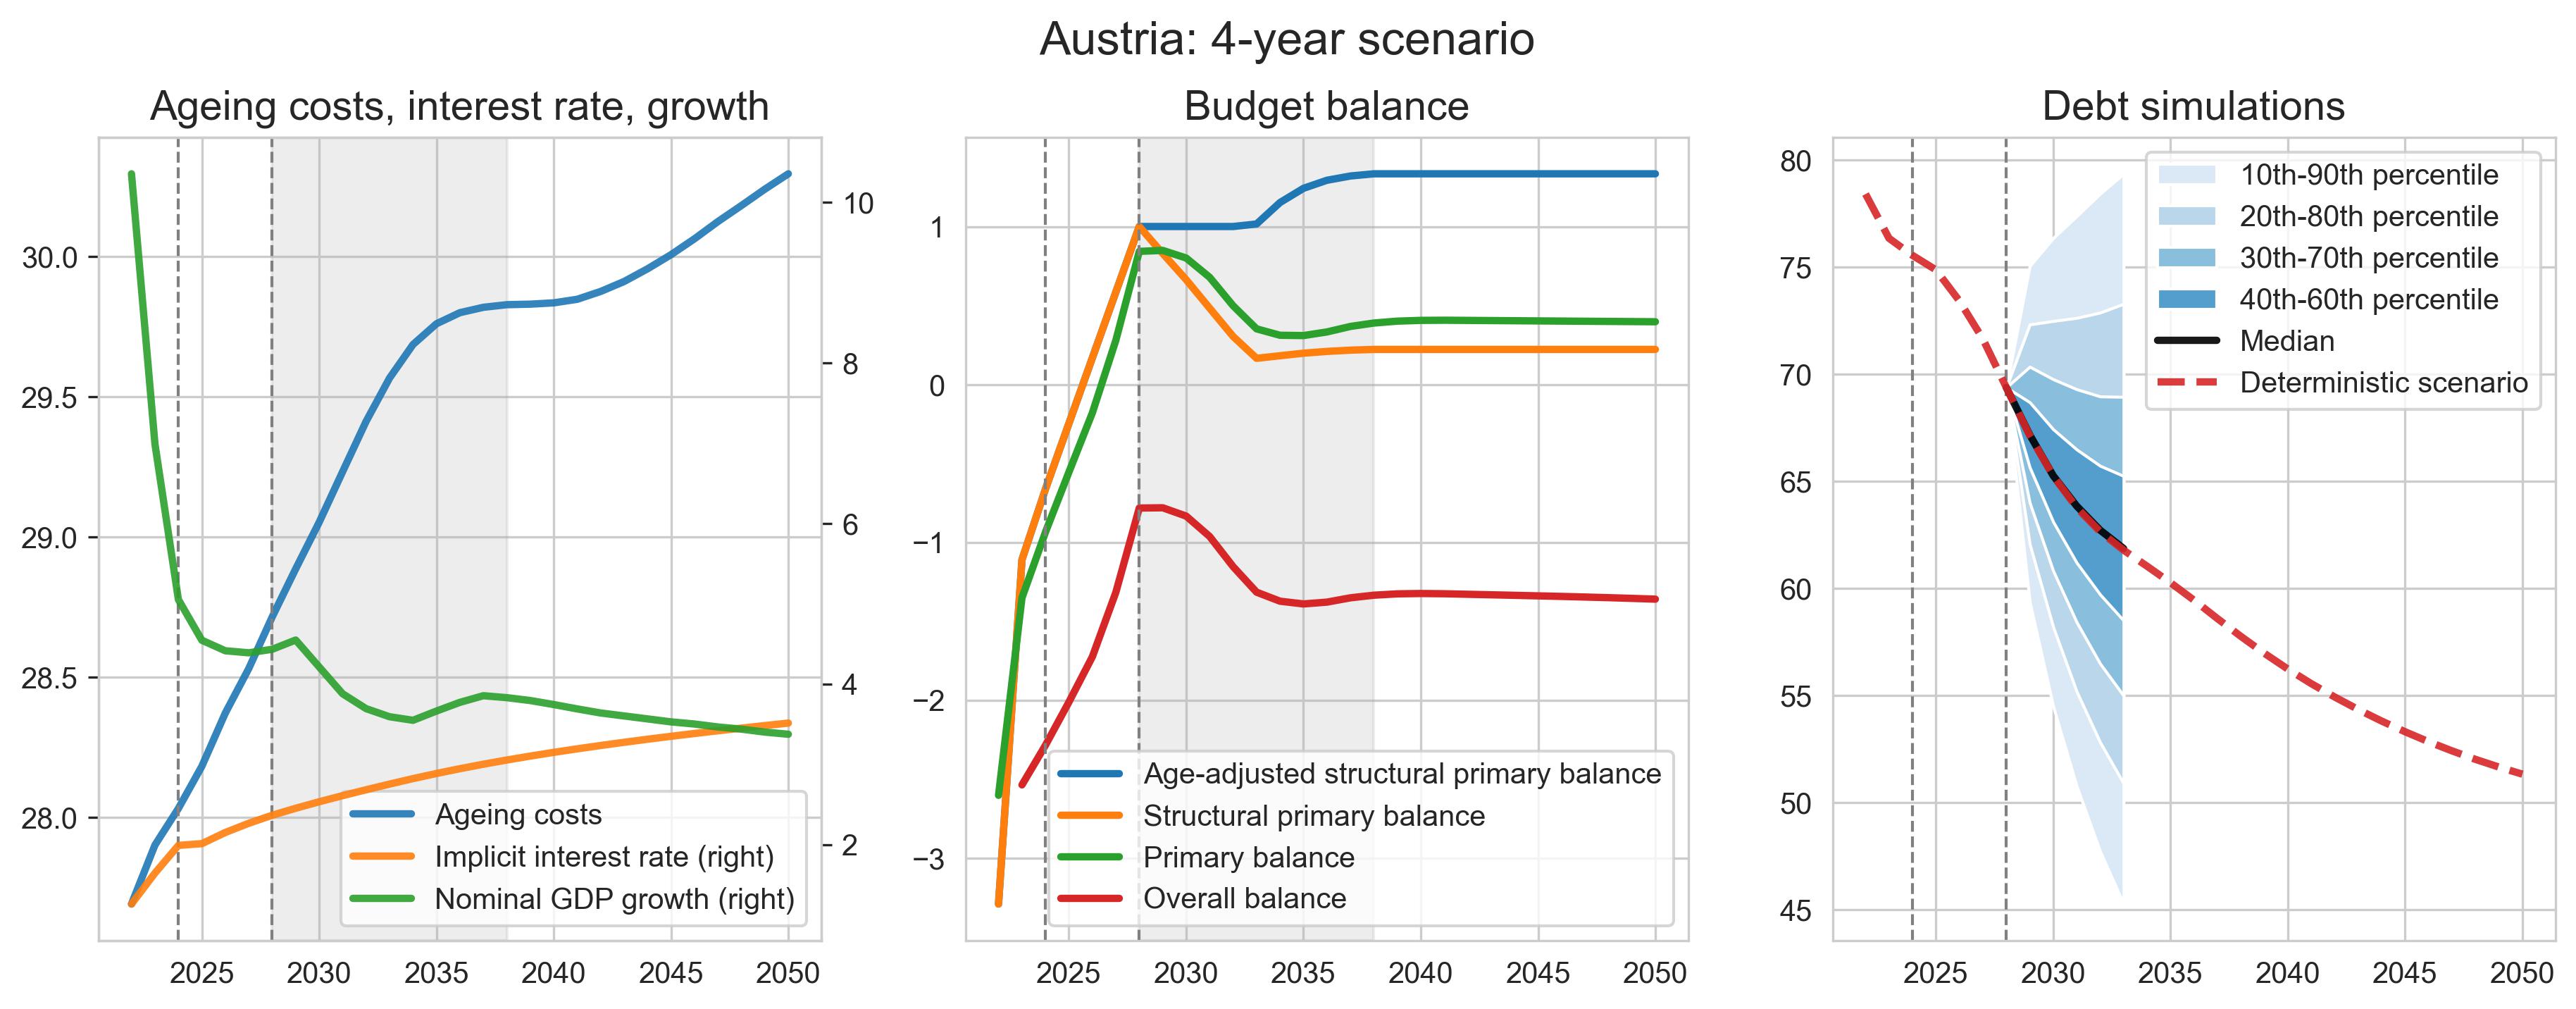 Austria: 4-year scenario
Ageing costs, interest rate, growth
30.0
29.5
29.0
28.5
28.0
10
8
6
4
2
2025 2030 2035 2040 2045 2050
Ageing costs
Implicit interest rate (right)
Nominal GDP growth (right)
Budget balance
1
0
−1
−2
−3
2025 2030 2035 2040 2045 2050
Age-adjusted structural primary balance
Structural primary balance
Primary balance
Overall balance
Debt simulations
80
75
70
65
60
55
50
45
2025 2030 2035 2040 2045 2050
10th-90th percentile
20th-80th percentile
30th-70th percentile
40th-60th percentile
Median
Deterministic scenario